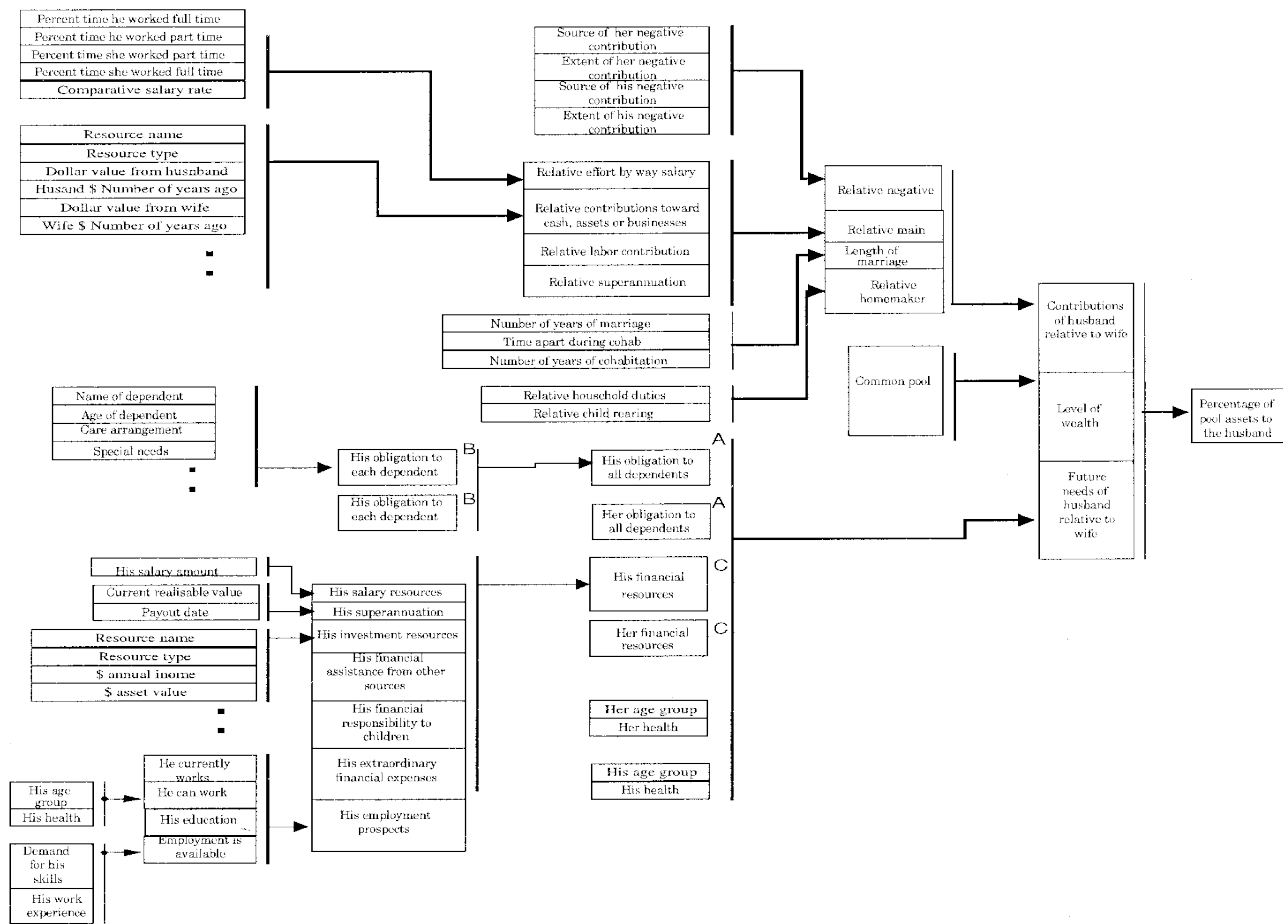 Percent time he worked full time
Percent time he worked part time
Percent time she worked part time
Percent time she worked full time
Comparative salary rate
Resource name
Resource type
Dollar value from husnband
Husand $ Number of years ago
Dollar value from wife
Wife $ Number of years ago
Source of her negative
contribution
Extent of her negative
contribution
Source of his negative
contribution
Extent of his negative
contribution
Relative effort by way salary
Relative contributions toward
cash, assets or businesses
Relative labor contribution
Relative superannuation
Number of years of marriage
Time apart during cohab
Number of years of cohabitation
Relative household duties
Relative child rearing
Relative negative
Relative main
Length of
marriage
Relative
homemaker
Common pool
Contributions
of husband
relative to wife
Level of
wealth
Future
needs of
husband
relative to
wife
Percentage of
pool assets to
the husband
Name of dependent
Age of dependent
Care arrangement
Special needs
His obligation to
each dependent
B
His obligation to
each dependent
B
His obligation to
all dependents
A
Her obligation to
all dependents
A
His salary amount
Current realisable value
Payout date
Resource name
Resource type
$ annual inome
$ asset value
His salary resources
His superannuation
His investment resources
His financial
assistance from other
sources
His financial
responsibility to
children
His extraordinary
financial expenses
His employment
prospects
His financial
resources
C
Her financial
resources
C
Her age group
Her health
His age group
His health
He currently
works
He can work
His education
Employment is
available
His age
group
His health
Demand
for his
skills
His work
experience